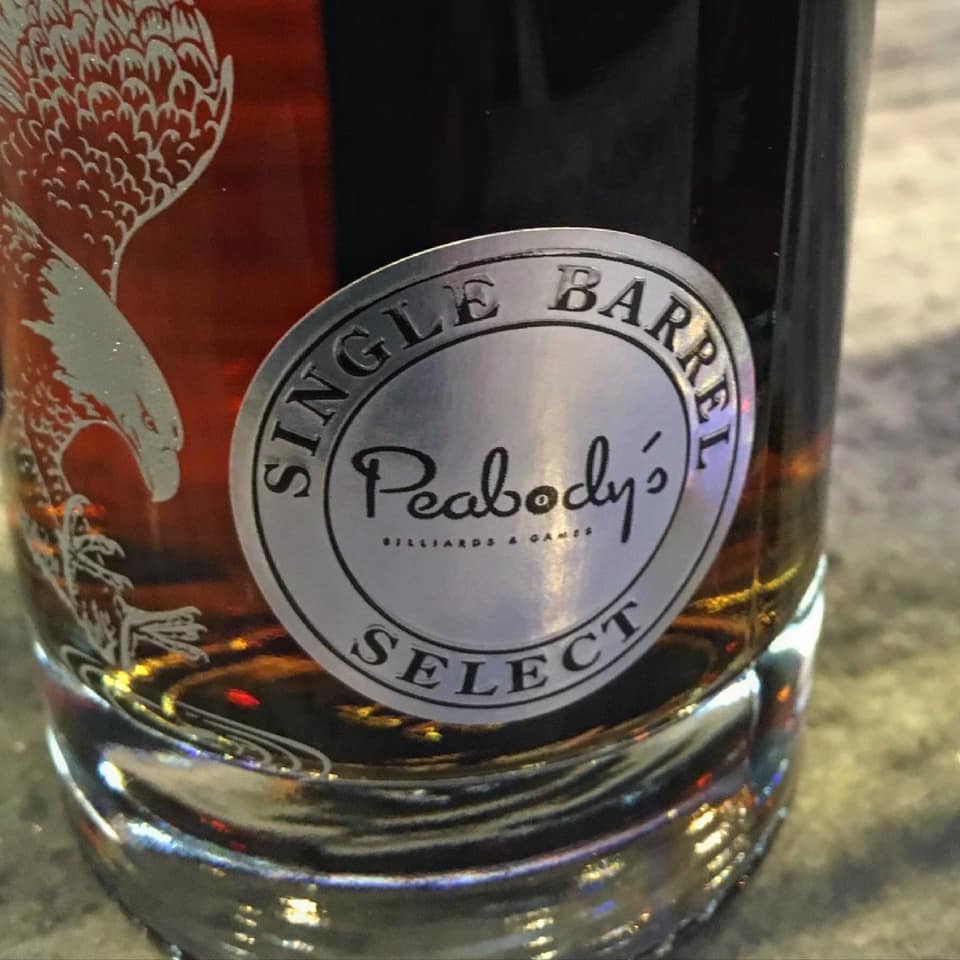 SINGLE BARREL
Peabody's
BILLIARDS & GAMES
SELECT